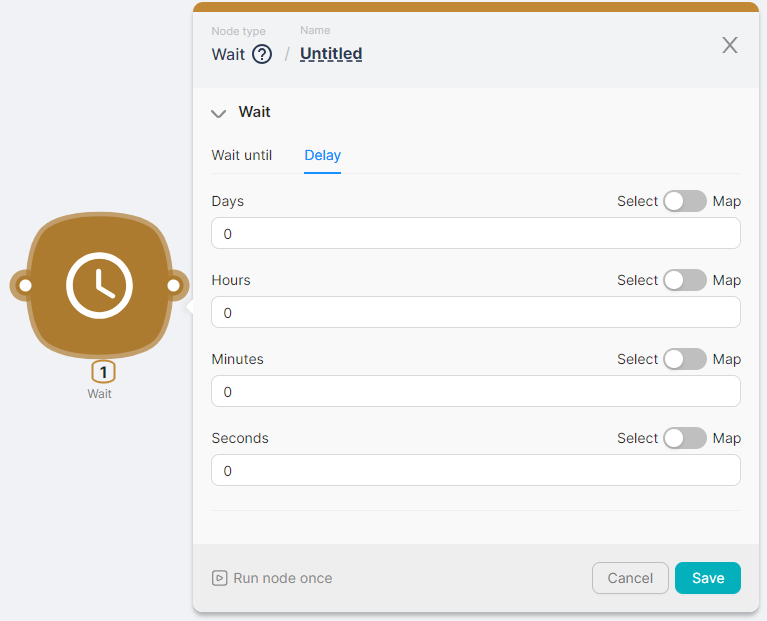 Node type
Name
Wait ? / Untitled
X
Wait
Wait until
Delay
Days
Select
Map
0
Hours
Select
Map
0
Minutes
Select
Map
0
Seconds
Select
Map
0
1
Wait
Run node once
Cancel
Save